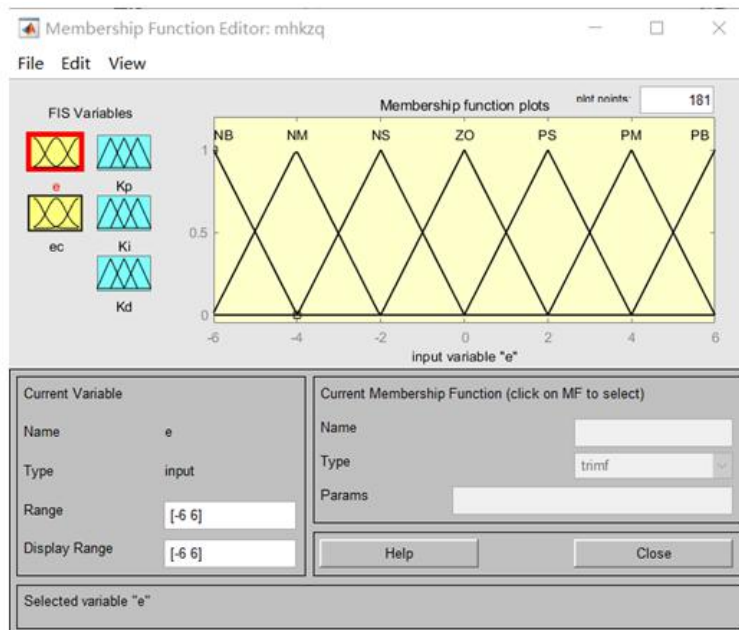 Membership Function Editor: mhkzq
File Edit View
FIS Variables
e
Kp
ec
Ki
Kd
Membership function plots
plot points:
181
NB NM NS ZO PS PM PB
1
0.5
0
-6 -4 -2 0 2 4 6
input variable "e"
Current Variable
Name e
Type input
Range [-6 6]
Display Range [-6 6]
Current Membership Function (click on MF to select)
Name
Type trimf
Params
Help Close
Selected variable "e"